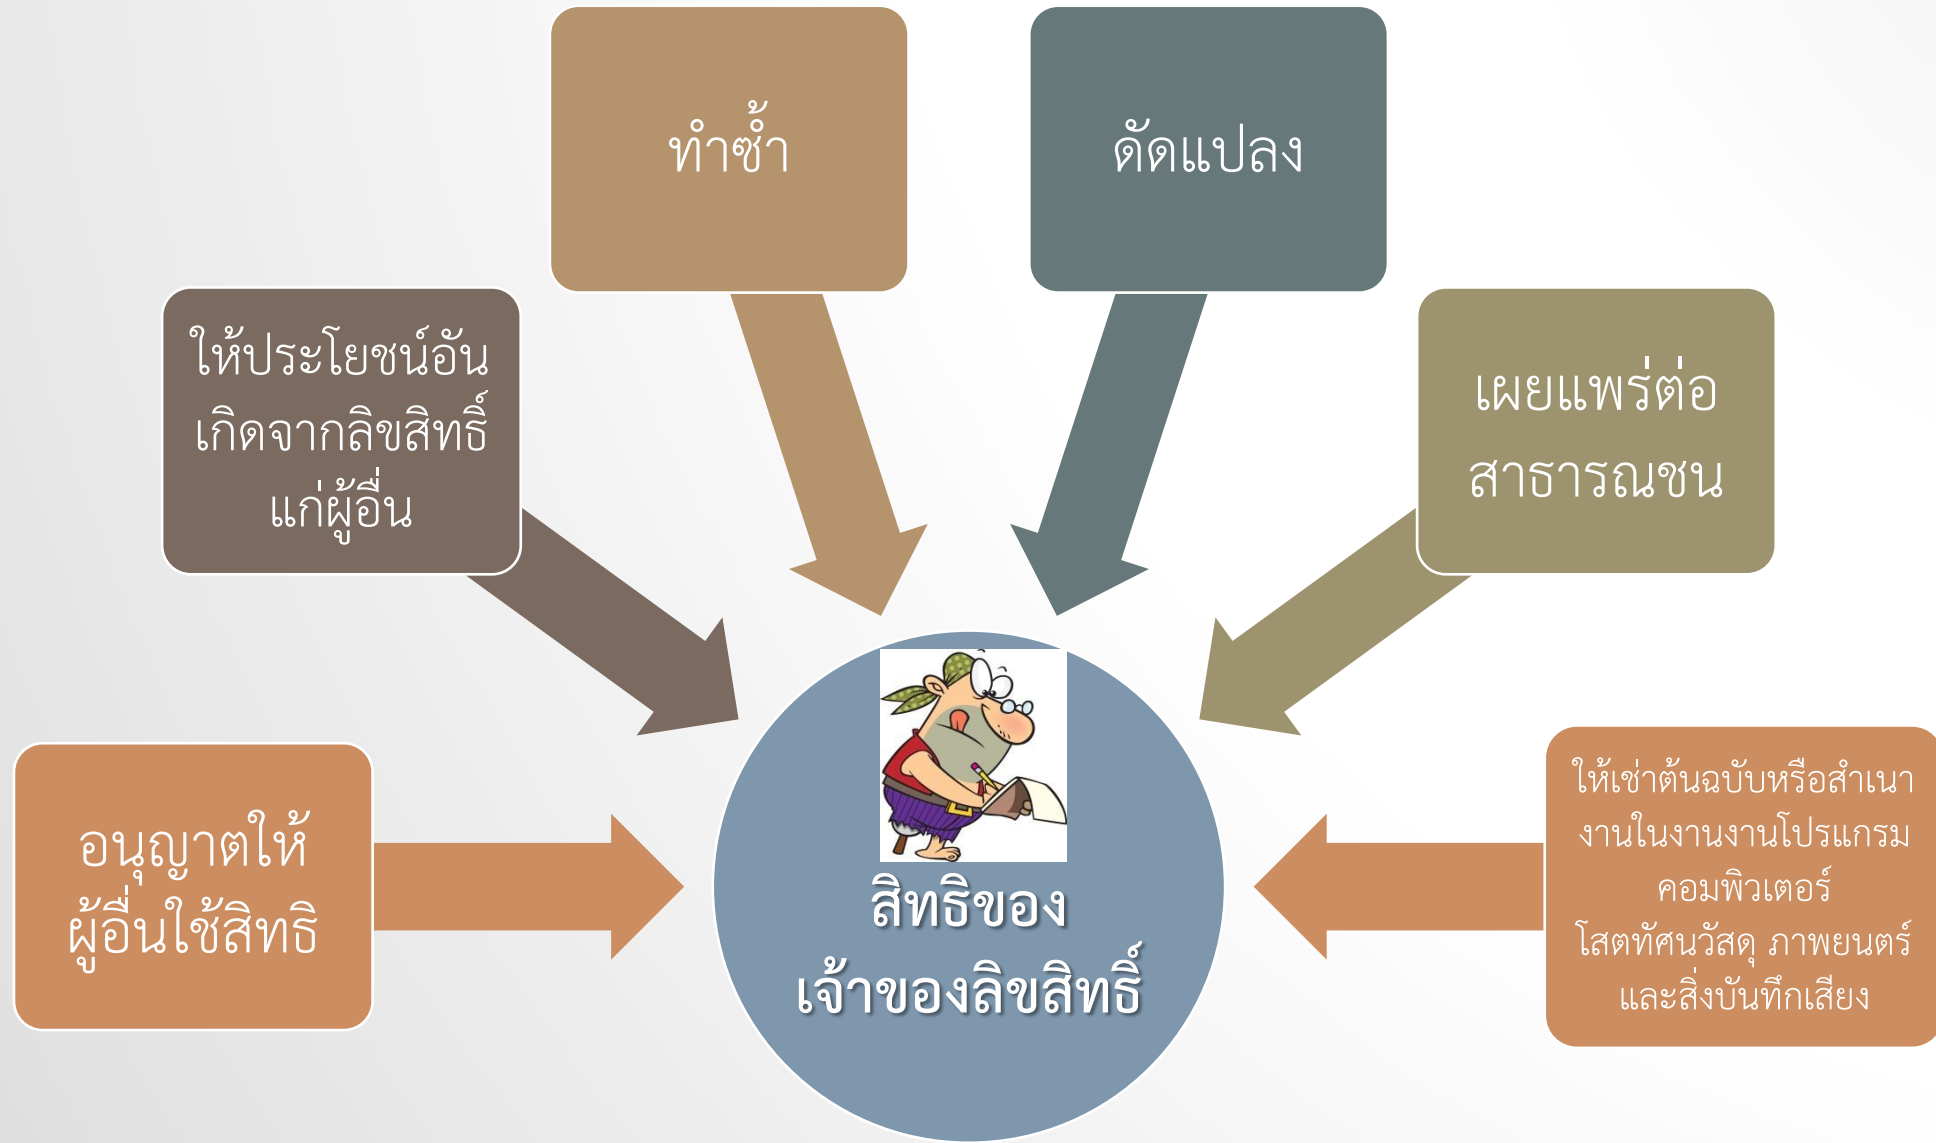 ทำซ้ำ
ดัดแปลง
ให้ประโยชน์อัน
เกิดจากลิขสิทธิ์
แก่ผู้อื่น
เผยแพร่ต่อ
สาธารณชน
อนุญาตให้
ผู้อื่นใช้สิทธิ
ให้เช่าต้นฉบับหรือสำเนา
งานในงานงานโปรแกรม
คอมพิวเตอร์
โสตทัศนวัสดุ ภาพยนตร์
และสิ่งบันทึกเสียง
สิทธิของ
เจ้าของลิขสิทธิ์